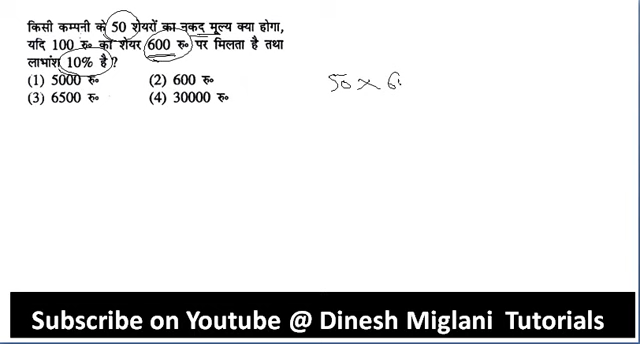 किसी कम्पनी के 50 शेयरों का नकद मूल्य क्या होगा,
यदि 100 रु० का शेयर 600 रु० पर मिलता है तथा
लाभांश 10% है ?
(1) 5000 रु० (2) 600 रु०
(3) 6500 रु० (4) 30000 रु०
50 × 6
Subscribe on Youtube @ Dinesh Miglani Tutorials